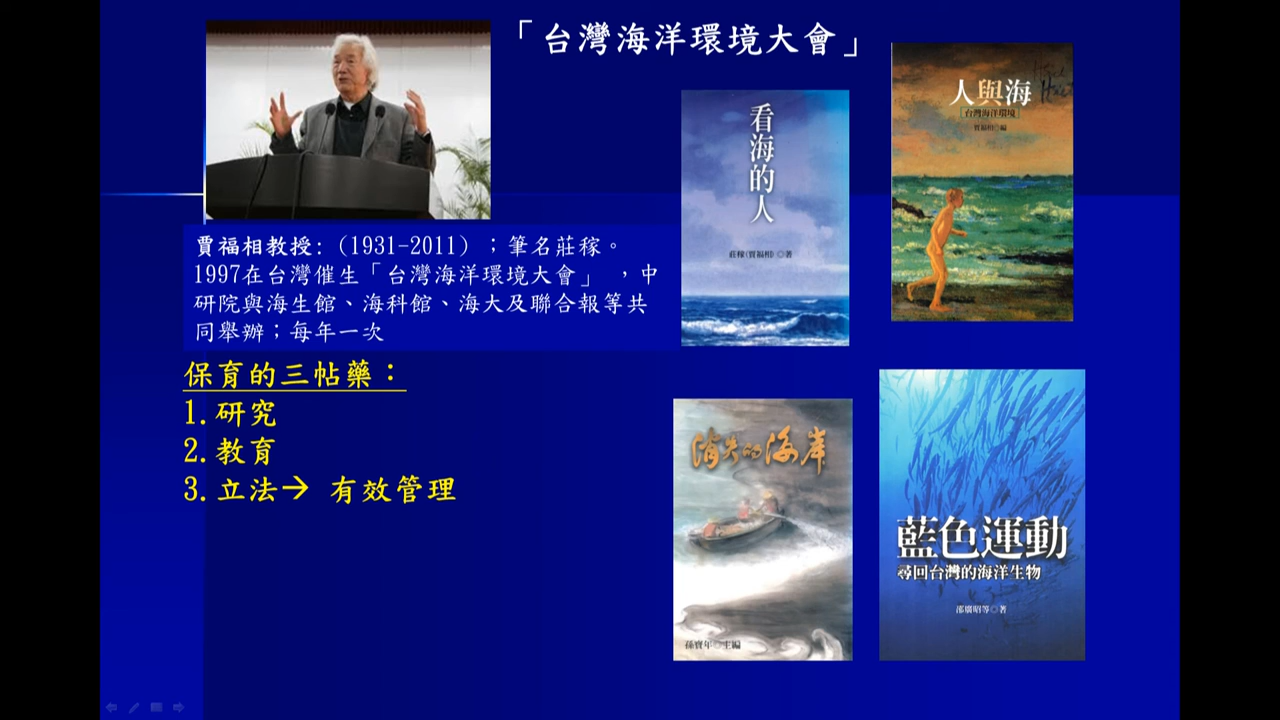 「台灣海洋環境大會」
賈福相教授:（1931-2011）；筆名莊稼。
1997在台灣催生「台灣海洋環境大會」 ，中
研院與海生館、海科館、海大及聯合報等共
同舉辦；每年一次
保育的三帖藥：
1.研究
2.教育
3.立法→ 有效管理
看海的人
莊稼(賈福相)◎著
人與海
[台灣海洋環境]
賈福相◎編
消失的海岸
孫寶年◎主編
藍色運動
尋回台灣的海洋生物
邵廣昭等◎著